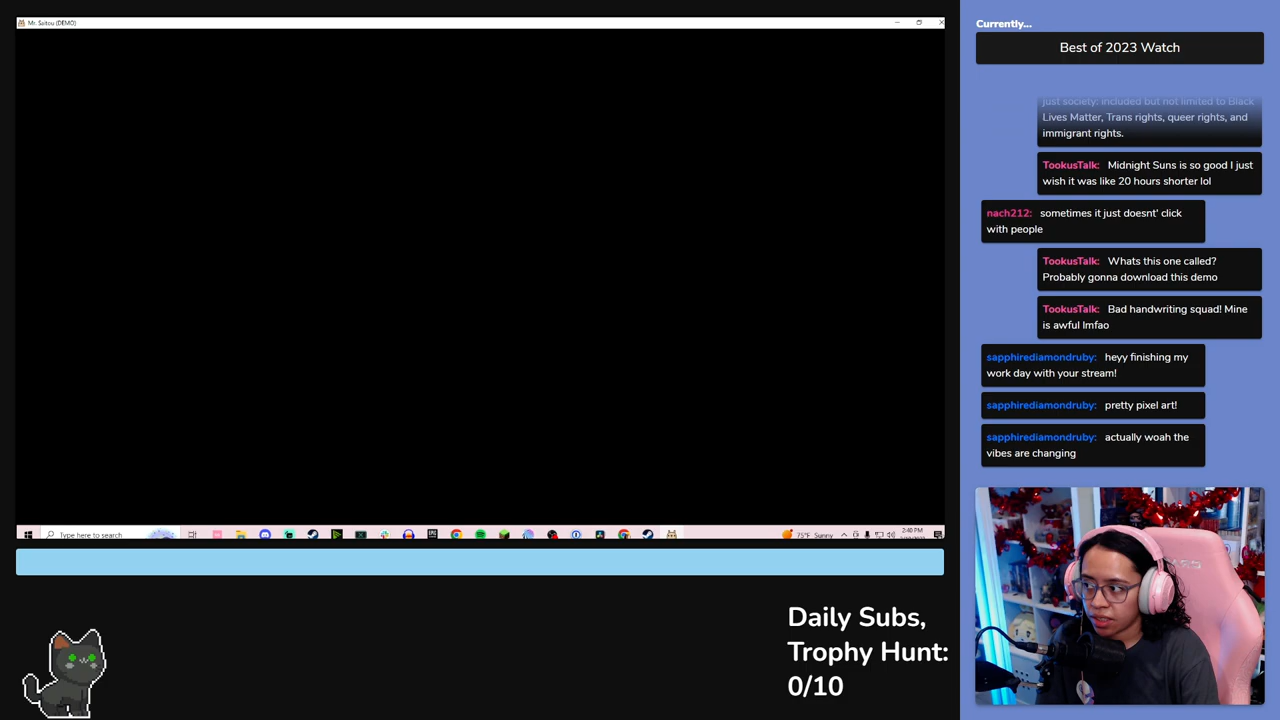 Mr. Saitou (DEMO)
Currently...
Best of 2023 Watch
just society: included but not limited to Black
Lives Matter, Trans rights, queer rights, and
immigrant rights.
TookusTalk: Midnight Suns is so good I just
wish it was like 20 hours shorter lol
nach212: sometimes it just doesnt' click
with people
TookusTalk: Whats this one called?
Probably gonna download this demo
TookusTalk: Bad handwriting squad! Mine
is awful lmfao
sapphirediamondruby: heyy finishing my
work day with your stream!
sapphirediamondruby: pretty pixel art!
sapphirediamondruby: actually woah the
vibes are changing
Type here to search
75°F Sunny
2:40 PM
Daily Subs,
Trophy Hunt:
0/10